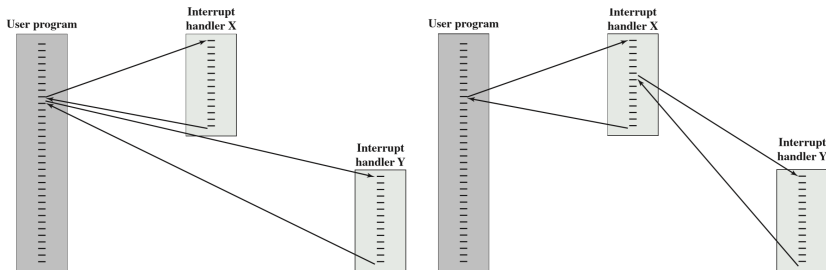 User program
Interrupt
handler X
Interrupt
handler Y
User program
Interrupt
handler X
Interrupt
handler Y